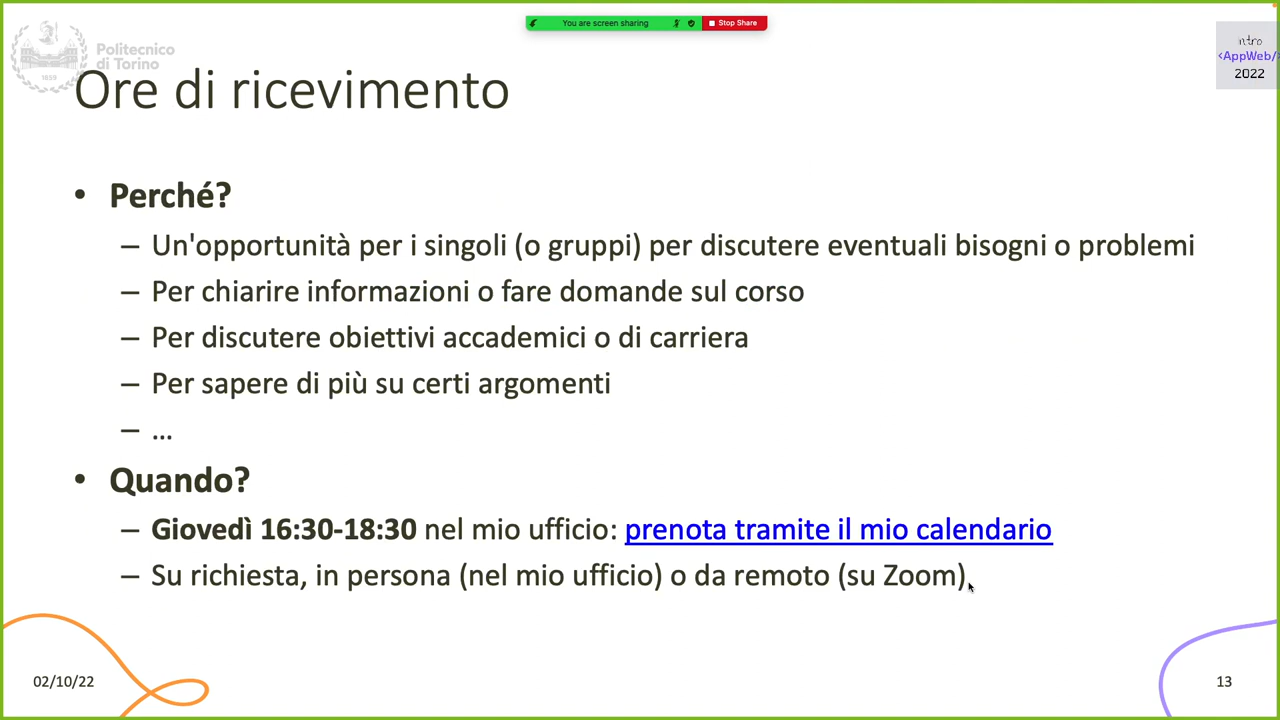 You are screen sharing
Stop Share
Politecnico
di Torino
1859
intro
<AppWeb/>
2022
Ore di ricevimento
• Perché?
– Un'opportunità per i singoli (o gruppi) per discutere eventuali bisogni o problemi
– Per chiarire informazioni o fare domande sul corso
– Per discutere obiettivi accademici o di carriera
– Per sapere di più su certi argomenti
– …
• Quando?
– Giovedì 16:30-18:30 nel mio ufficio: prenota tramite il mio calendario
– Su richiesta, in persona (nel mio ufficio) o da remoto (su Zoom).
02/10/22
13